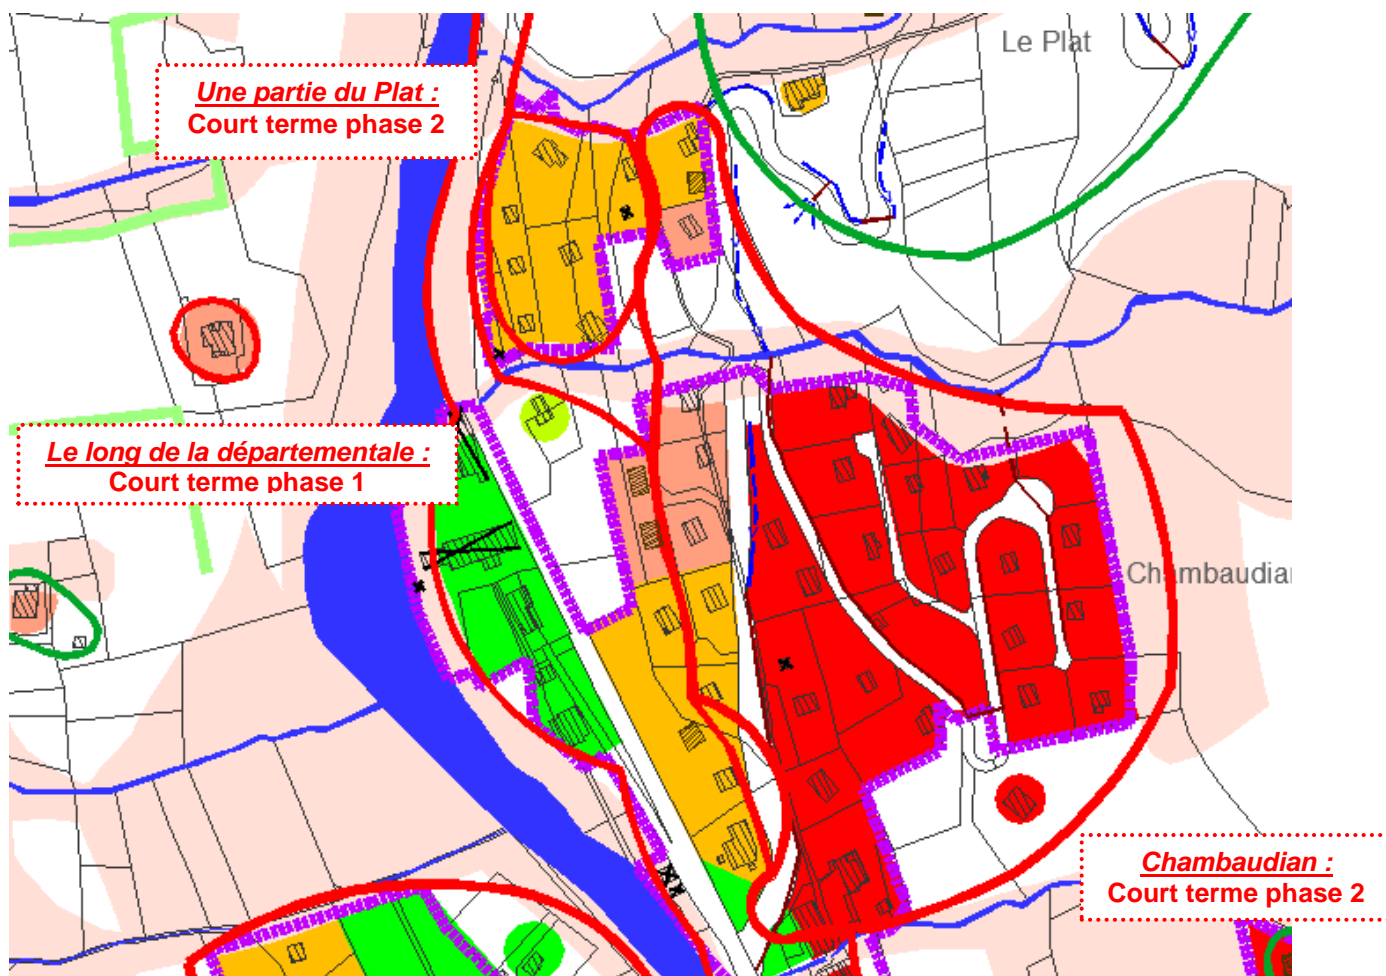 Le Plat
Une partie du Plat :
Court terme phase 2
Le long de la départementale :
Court terme phase 1
Chambaudian
Chambaudian :
Court terme phase 2